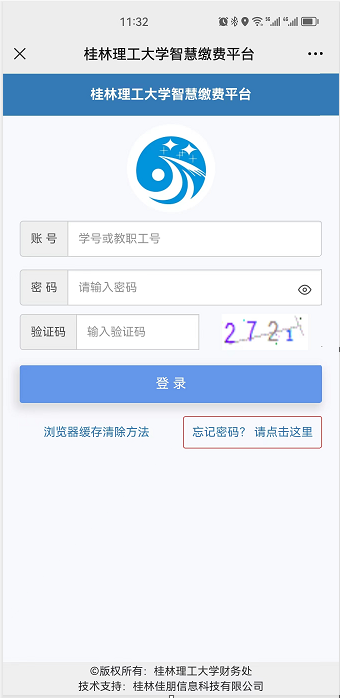 11:32
桂林理工大学智慧缴费平台
桂林理工大学智慧缴费平台
账 号 学号或教职工号
密 码 请输入密码
验证码 输入验证码 2721
登 录
浏览器缓存清除方法 忘记密码? 请点击这里
©版权所有: 桂林理工大学财务处
技术支持: 桂林佳朋信息科技有限公司